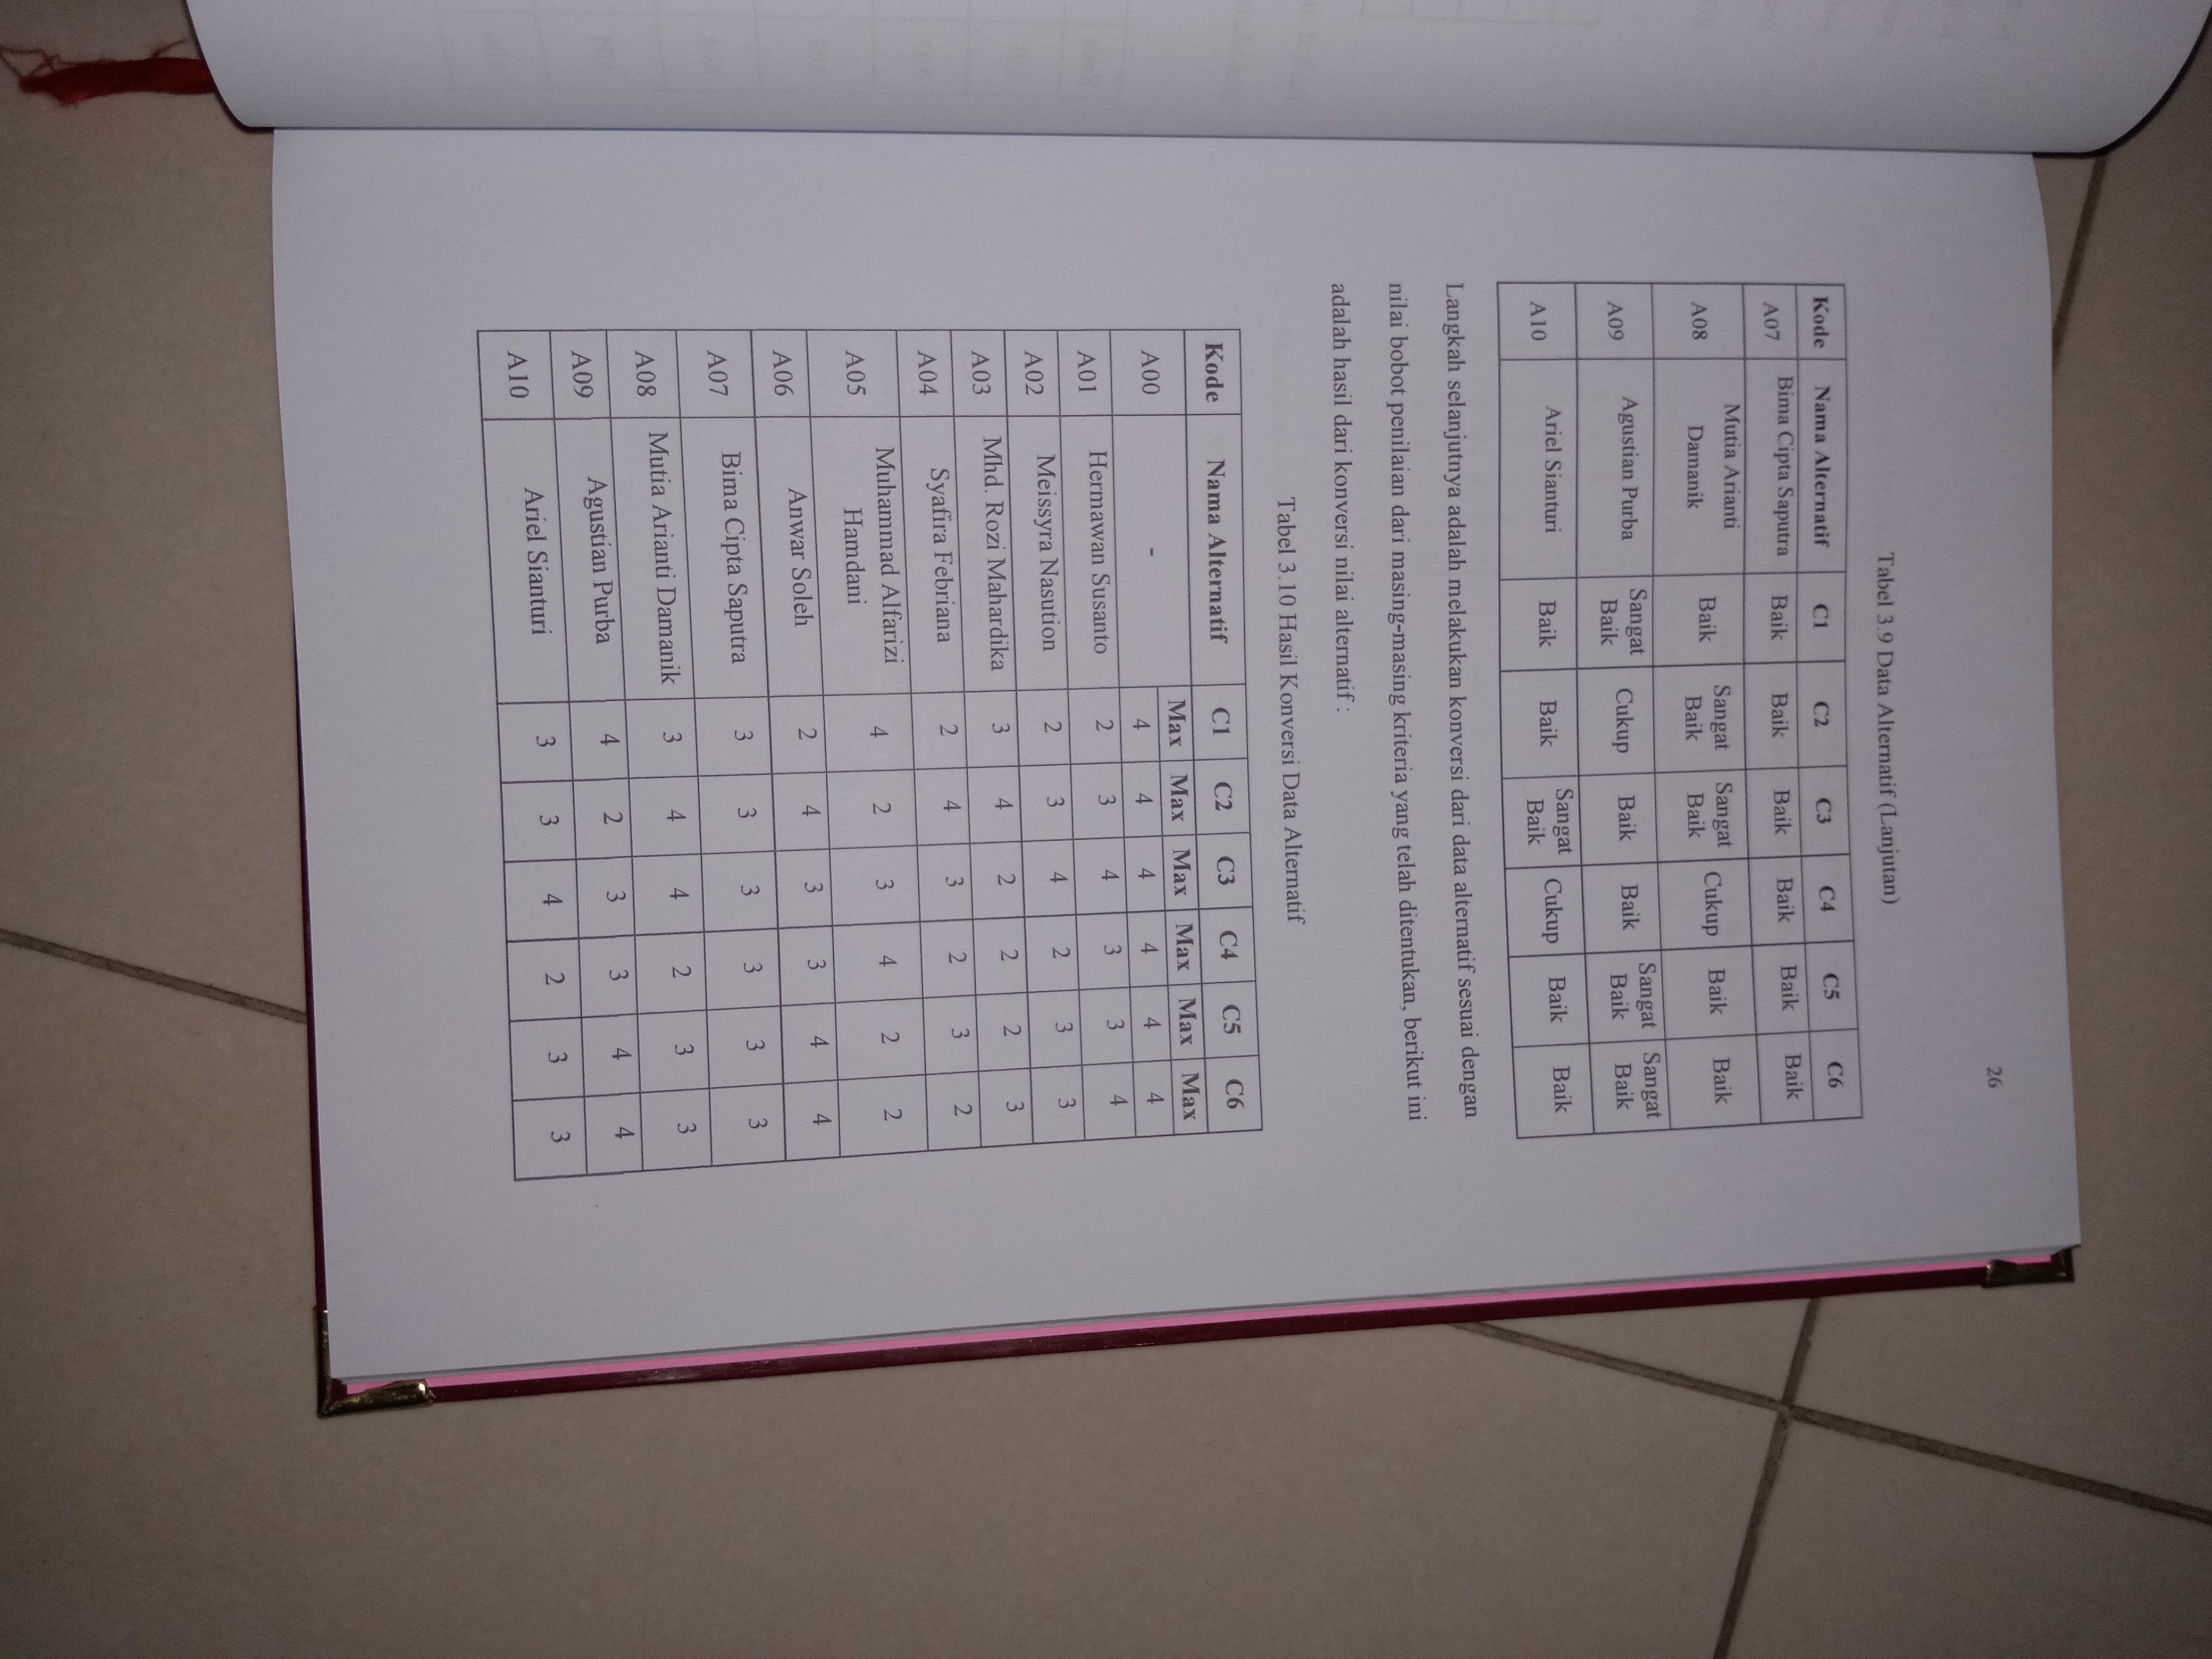 26
Tabel 3.9 Data Alternatif (Lanjutan)
Kode Nama Alternatif C1 C2 C3 C4 C5 C6
A07 Bima Cipta Saputra Baik Baik Baik Baik Baik Baik
A08 Mutia Arianti Damanik Baik Sangat Baik Sangat Baik Cukup Baik Baik
A09 Agustian Purba Sangat Baik Cukup Baik Baik Sangat Baik Sangat Baik
A10 Ariel Sianturi Baik Baik Sangat Baik Cukup Baik Baik
Langkah selanjutnya adalah melakukan konversi dari data alternatif sesuai dengan
nilai bobot penilaian dari masing-masing kriteria yang telah ditentukan, berikut ini
adalah hasil dari konversi nilai alternatif :
Tabel 3.10 Hasil Konversi Data Alternatif
Kode Nama Alternatif C1 C2 C3 C4 C5 C6
Max Max Max Max Max Max
A00 - 4 4 4 4 4 4
A01 Hermawan Susanto 2 3 4 3 3 4
A02 Meissyra Nasution 2 3 4 2 3 3
A03 Mhd. Rozi Mahardika 3 4 2 2 2 3
A04 Syafira Febriana 2 4 3 2 3 2
A05 Muhammad Alfarizi Hamdani 4 2 3 4 2 2
A06 Anwar Soleh 2 4 3 3 4 4
A07 Bima Cipta Saputra 3 3 3 3 3 3
A08 Mutia Arianti Damanik 3 4 4 2 3 3
A09 Agustian Purba 4 2 3 3 4 4
A10 Ariel Sianturi 3 3 4 2 3 3